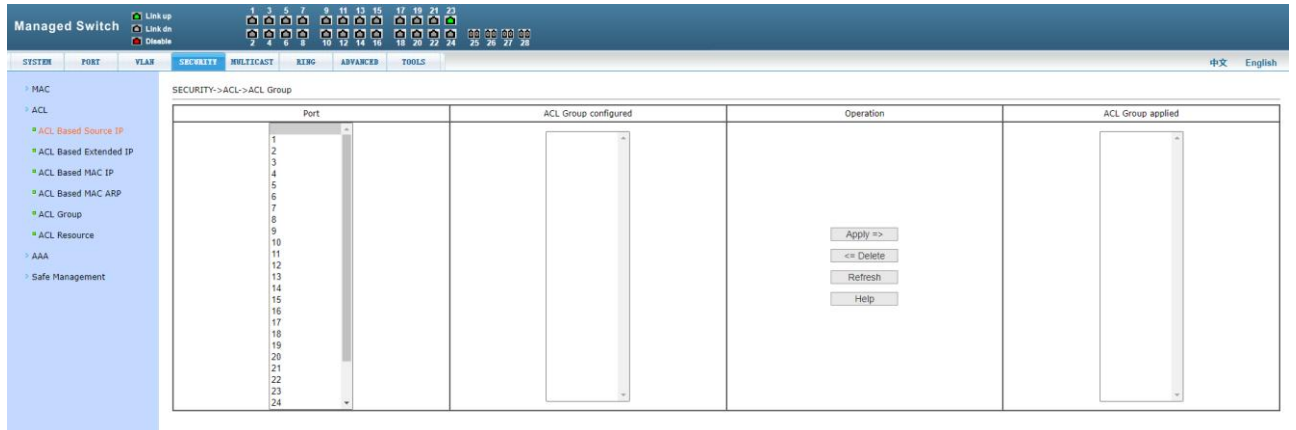 Managed Switch
Link up
Link dn
Disable
1 3 5 7 9 11 13 15 17 19 21 23
2 4 6 8 10 12 14 16 18 20 22 24 25 26 27 28
SYSTEM PORT VLAN SECURITY MULTICAST RING ADVANCED TOOLS 中文 English
MAC
ACL
ACL Based Source IP
ACL Based Extended IP
ACL Based MAC IP
ACL Based MAC ARP
ACL Group
ACL Resource
AAA
Safe Management
SECURITY->ACL->ACL Group
Port ACL Group configured Operation ACL Group applied
1
2
3
4
5
6
7
8
9
10
11
12
13
14
15
16
17
18
19
20
21
22
23
24
Apply =>
<= Delete
Refresh
Help